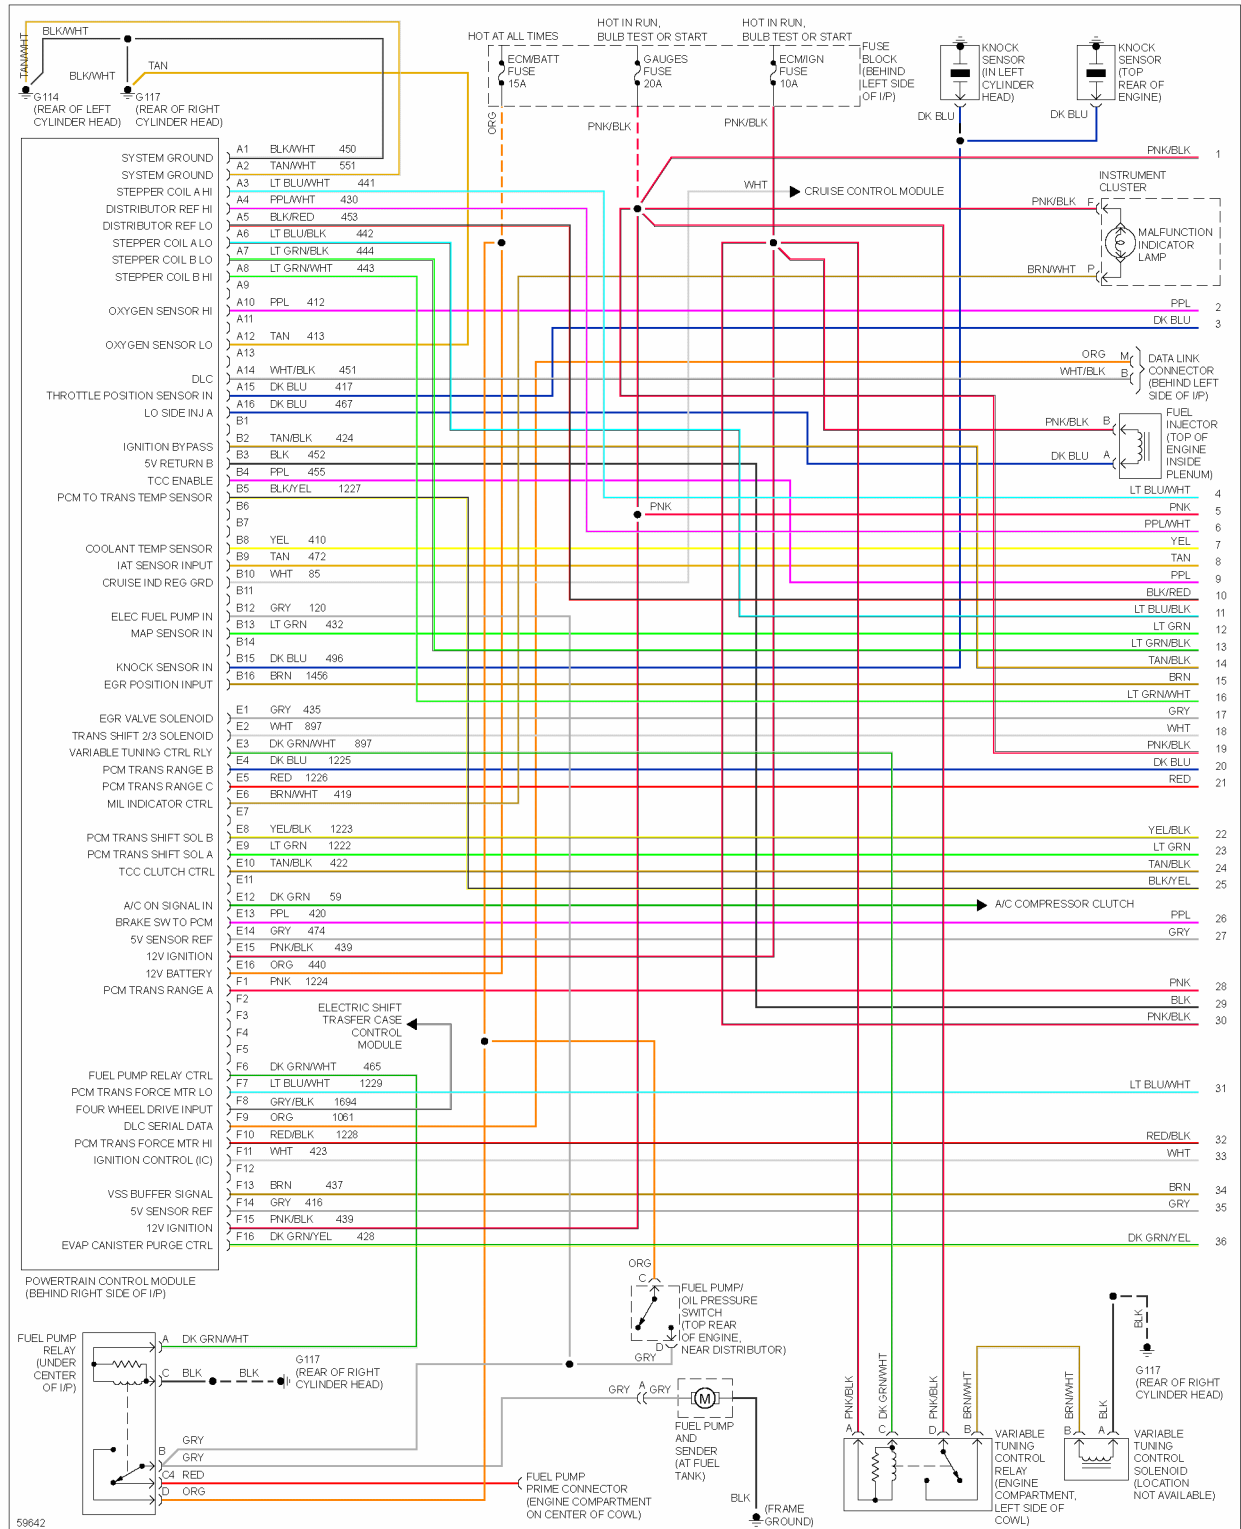 BLK/WHT
TAN/WHT
BLK/WHT
TAN
G114
(REAR OF LEFT
CYLINDER HEAD)
G117
(REAR OF RIGHT
CYLINDER HEAD)
HOT AT ALL TIMES
HOT IN RUN,
BULB TEST OR START
HOT IN RUN,
BULB TEST OR START
ECM/BATT
FUSE
15A
GAUGES
FUSE
20A
ECM/IGN
FUSE
10A
FUSE
BLOCK
(BEHIND
LEFT SIDE
OF I/P)
KNOCK
SENSOR
(IN LEFT
CYLINDER
HEAD)
KNOCK
SENSOR
(TOP
REAR OF
ENGINE)
ORG
PNK/BLK
PNK/BLK
DK BLU
DK BLU
SYSTEM GROUND A1 BLK/WHT 450
SYSTEM GROUND A2 TAN/WHT 551
STEPPER COIL A HI A3 LT BLU/WHT 441
DISTRIBUTOR REF HI A4 PPL/WHT 430
DISTRIBUTOR REF LO A5 BLK/RED 453
STEPPER COIL A LO A6 LT BLU/BLK 442
STEPPER COIL B LO A7 LT GRN/BLK 444
STEPPER COIL B HI A8 LT GRN/WHT 443
A9
OXYGEN SENSOR HI A10 PPL 412
A11
OXYGEN SENSOR LO A12 TAN 413
A13
DLC A14 WHT/BLK 451
THROTTLE POSITION SENSOR IN A15 DK BLU 417
LO SIDE INJ A A16 DK BLU 467
B1
IGNITION BYPASS B2 TAN/BLK 424
5V RETURN B B3 BLK 452
TCC ENABLE B4 PPL 455
PCM TO TRANS TEMP SENSOR B5 BLK/YEL 1227
B6
B7
COOLANT TEMP SENSOR B8 YEL 410
IAT SENSOR INPUT B9 TAN 472
CRUISE IND REG GRD B10 WHT 85
B11
ELEC FUEL PUMP IN B12 GRY 120
MAP SENSOR IN B13 LT GRN 432
B14
KNOCK SENSOR IN B15 DK BLU 496
EGR POSITION INPUT B16 BRN 1456
EGR VALVE SOLENOID E1 GRY 435
TRANS SHIFT 2/3 SOLENOID E2 WHT 897
VARIABLE TUNING CTRL RLY E3 DK GRN/WHT 897
PCM TRANS RANGE B E4 DK BLU 1225
PCM TRANS RANGE C E5 RED 1226
MIL INDICATOR CTRL E6 BRN/WHT 419
E7
PCM TRANS SHIFT SOL B E8 YEL/BLK 1223
PCM TRANS SHIFT SOL A E9 LT GRN 1222
TCC CLUTCH CTRL E10 TAN/BLK 422
E11
A/C ON SIGNAL IN E12 DK GRN 59
BRAKE SW TO PCM E13 PPL 420
5V SENSOR REF E14 GRY 474
12V IGNITION E15 PNK/BLK 439
12V BATTERY E16 ORG 440
PCM TRANS RANGE A F1 PNK 1224
F2
F3
F4
F5
FUEL PUMP RELAY CTRL F6 DK GRN/WHT 465
PCM TRANS FORCE MTR LO F7 LT BLU/WHT 1229
FOUR WHEEL DRIVE INPUT F8 GRY/BLK 1694
DLC SERIAL DATA F9 ORG 1061
PCM TRANS FORCE MTR HI F10 RED/BLK 1228
IGNITION CONTROL (IC) F11 WHT 423
F12
VSS BUFFER SIGNAL F13 BRN 437
5V SENSOR REF F14 GRY 416
12V IGNITION F15 PNK/BLK 439
EVAP CANISTER PURGE CTRL F16 DK GRN/YEL 428
POWERTRAIN CONTROL MODULE
(BEHIND RIGHT SIDE OF I/P)
ELECTRIC SHIFT
TRASFER CASE
CONTROL
MODULE
WHT
CRUISE CONTROL MODULE
PNK
A/C COMPRESSOR CLUTCH
PNK/BLK 1
INSTRUMENT
CLUSTER
PNK/BLK F
MALFUNCTION
INDICATOR
LAMP
BRN/WHT P
PPL 2
DK BLU 3
ORG M
WHT/BLK B
DATA LINK
CONNECTOR
(BEHIND LEFT
SIDE OF I/P)
PNK/BLK B
DK BLU A
FUEL
INJECTOR
(TOP OF
ENGINE
INSIDE
PLENUM)
LT BLU/WHT 4
PNK 5
PPL/WHT 6
YEL 7
TAN 8
PPL 9
BLK/RED 10
LT BLU/BLK 11
LT GRN 12
LT GRN/BLK 13
TAN/BLK 14
BRN 15
LT GRN/WHT 16
GRY 17
WHT 18
PNK/BLK 19
DK BLU 20
RED 21
YEL/BLK 22
LT GRN 23
TAN/BLK 24
BLK/YEL 25
PPL 26
GRY 27
PNK 28
BLK 29
PNK/BLK 30
LT BLU/WHT 31
RED/BLK 32
WHT 33
BRN 34
GRY 35
DK GRN/YEL 36
FUEL PUMP
RELAY
(UNDER
CENTER
OF I/P)
A DK GRN/WHT
C BLK BLK
G117
(REAR OF RIGHT
CYLINDER HEAD)
B GRY
GRY
C4 RED
D ORG
FUEL PUMP
PRIME CONNECTOR
(ENGINE COMPARTMENT
ON CENTER OF COWL)
ORG
C
FUEL PUMP/
OIL PRESSURE
SWITCH
(TOP REAR
OF ENGINE,
NEAR DISTRIBUTOR)
D
GRY
GRY A GRY
M
FUEL PUMP
AND
SENDER
(AT FUEL
TANK)
BLK
(FRAME
GROUND)
PNK/BLK
DK GRN/WHT
PNK/BLK
BRN/WHT
A C D B
VARIABLE
TUNING
CONTROL
RELAY
(ENGINE
COMPARTMENT,
LEFT SIDE OF
COWL)
BRN/WHT
BLK
B A
BLK
G117
(REAR OF RIGHT
CYLINDER HEAD)
VARIABLE
TUNING
CONTROL
SOLENOID
(LOCATION
NOT AVAILABLE)
59642